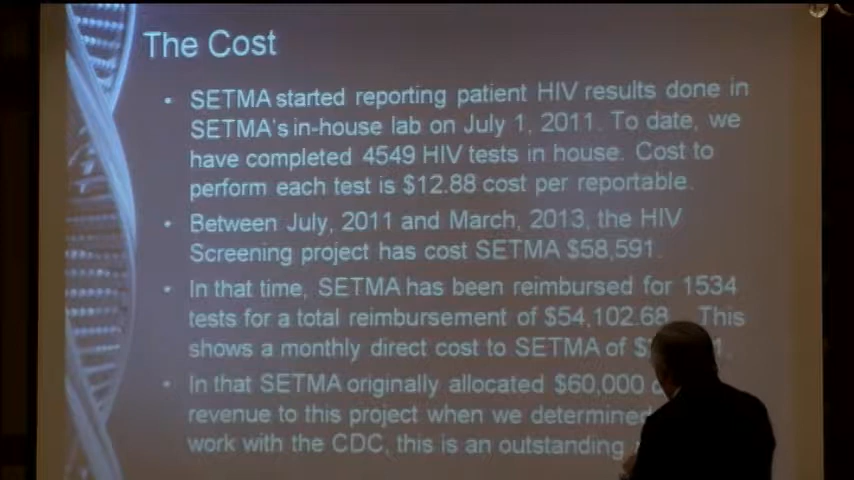 The Cost
• SETMA started reporting patient HIV results done in
SETMA's in-house lab on July 1, 2011. To date, we
have completed 4549 HIV tests in house. Cost to
perform each test is $12.88 cost per reportable.
• Between July, 2011 and March, 2013, the HIV
Screening project has cost SETMA $58,591.
• In that time, SETMA has been reimbursed for 1534
tests for a total reimbursement of $54,102.68. This
shows a monthly direct cost to SETMA of
• In that SETMA originally allocated $60,000
revenue to this project when we determined
work with the CDC, this is an outstanding